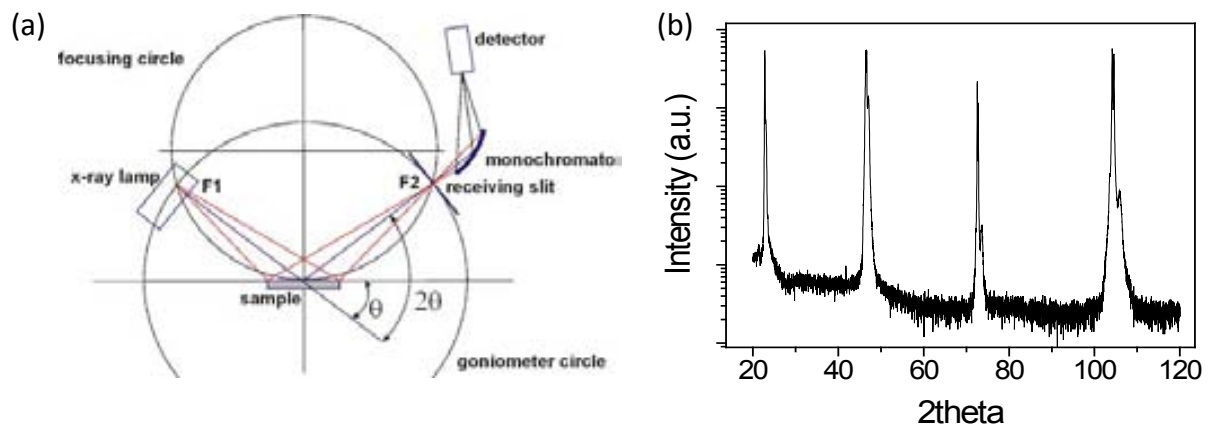 (a)
focusing circle
detector
x-ray lamp
F1
F2
monochromato
receiving slit
sample
θ
2θ
goniometer circle
(b)
Intensity (a.u.)
20 40 60 80 100 120
2theta